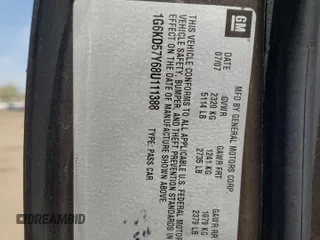 GM
MFD BY GENERAL MOTORS CORP.
DATE GVWR GAWR FRT GAWR RR
07/07 2320 KG 1241 KG 1079 KG
5114 LB 2735 LB 2379 LB
THIS VEHICLE CONFORMS TO ALL APPLICABLE U.S. FEDERAL MOTOR
VEHICLE SAFETY, BUMPER, AND THEFT PREVENTION STANDARDS IN
EFFECT ON THE DATE OF MANUFACTURE SHOWN ABOVE.
1G6KD57Y68U111388 TYPE: PASS CAR
DREAMBID